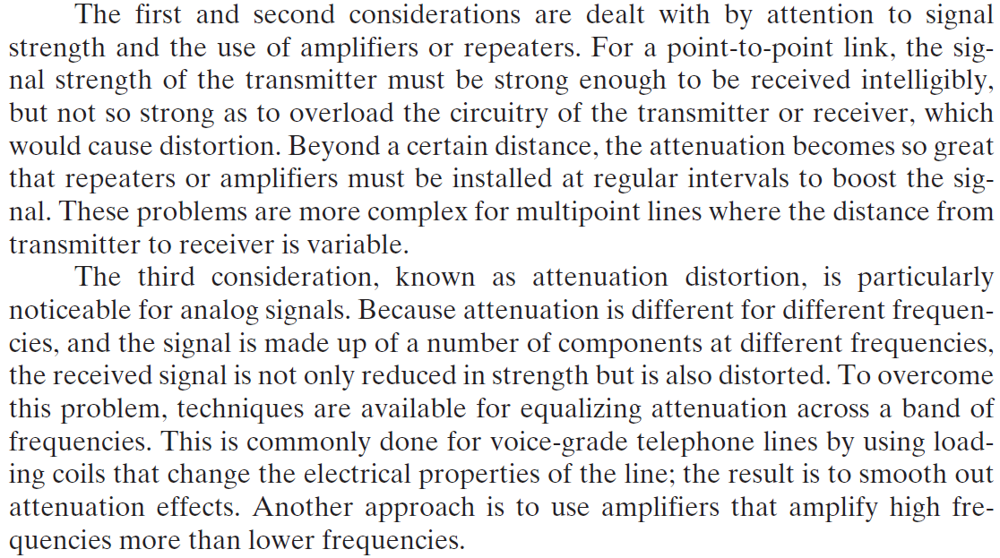 The first and second considerations are dealt with by attention to signal
strength and the use of amplifiers or repeaters. For a point-to-point link, the sig-
nal strength of the transmitter must be strong enough to be received intelligibly,
but not so strong as to overload the circuitry of the transmitter or receiver, which
would cause distortion. Beyond a certain distance, the attenuation becomes so great
that repeaters or amplifiers must be installed at regular intervals to boost the sig-
nal. These problems are more complex for multipoint lines where the distance from
transmitter to receiver is variable.
The third consideration, known as attenuation distortion, is particularly
noticeable for analog signals. Because attenuation is different for different frequen-
cies, and the signal is made up of a number of components at different frequencies,
the received signal is not only reduced in strength but is also distorted. To overcome
this problem, techniques are available for equalizing attenuation across a band of
frequencies. This is commonly done for voice-grade telephone lines by using load-
ing coils that change the electrical properties of the line; the result is to smooth out
attenuation effects. Another approach is to use amplifiers that amplify high fre-
quencies more than lower frequencies.